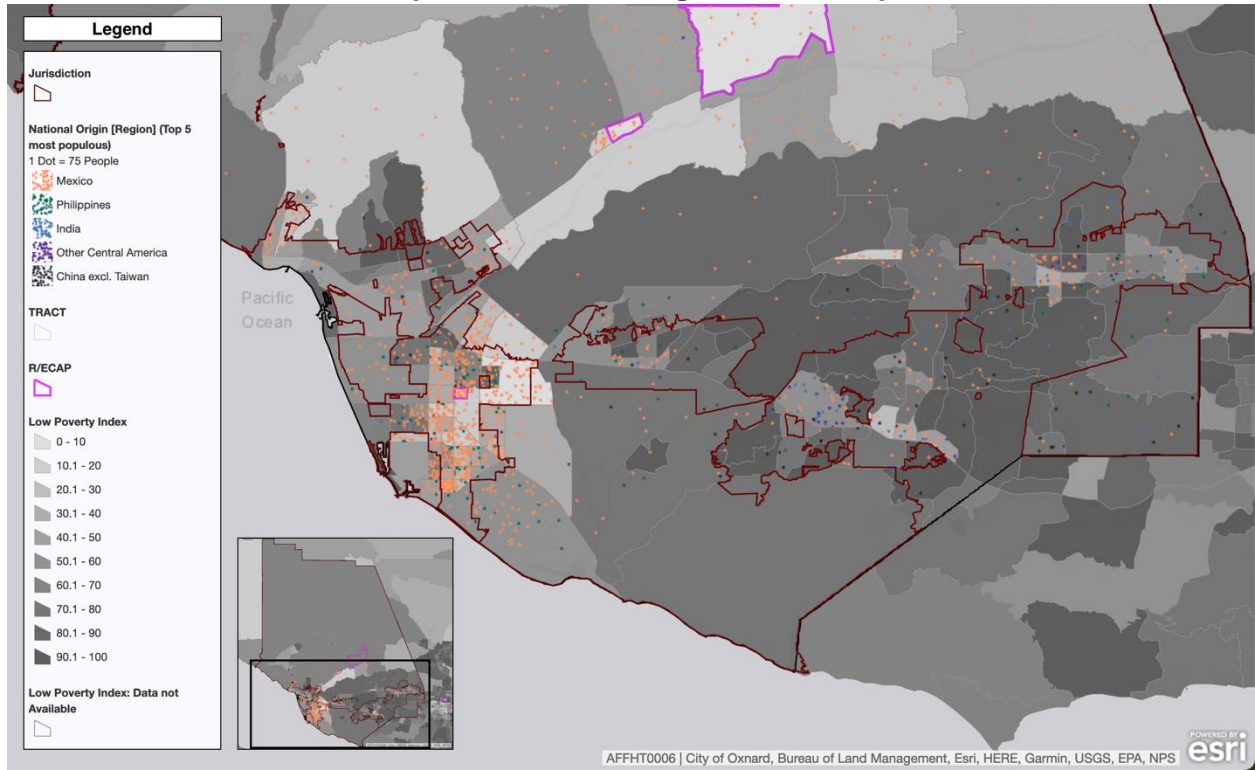 Legend
Jurisdiction
National Origin [Region] (Top 5
most populous)
1 Dot = 75 People
Mexico
Philippines
India
Other Central America
China excl. Taiwan
TRACT
R/ECAP
Low Poverty Index
0 - 10
10.1 - 20
20.1 - 30
30.1 - 40
40.1 - 50
50.1 - 60
60.1 - 70
70.1 - 80
80.1 - 90
90.1 - 100
Low Poverty Index: Data not
Available
Pacific
Ocean
POWERED BY
esri
AFFHT0006 | City of Oxnard, Bureau of Land Management, Esri, HERE, Garmin, USGS, EPA, NPS